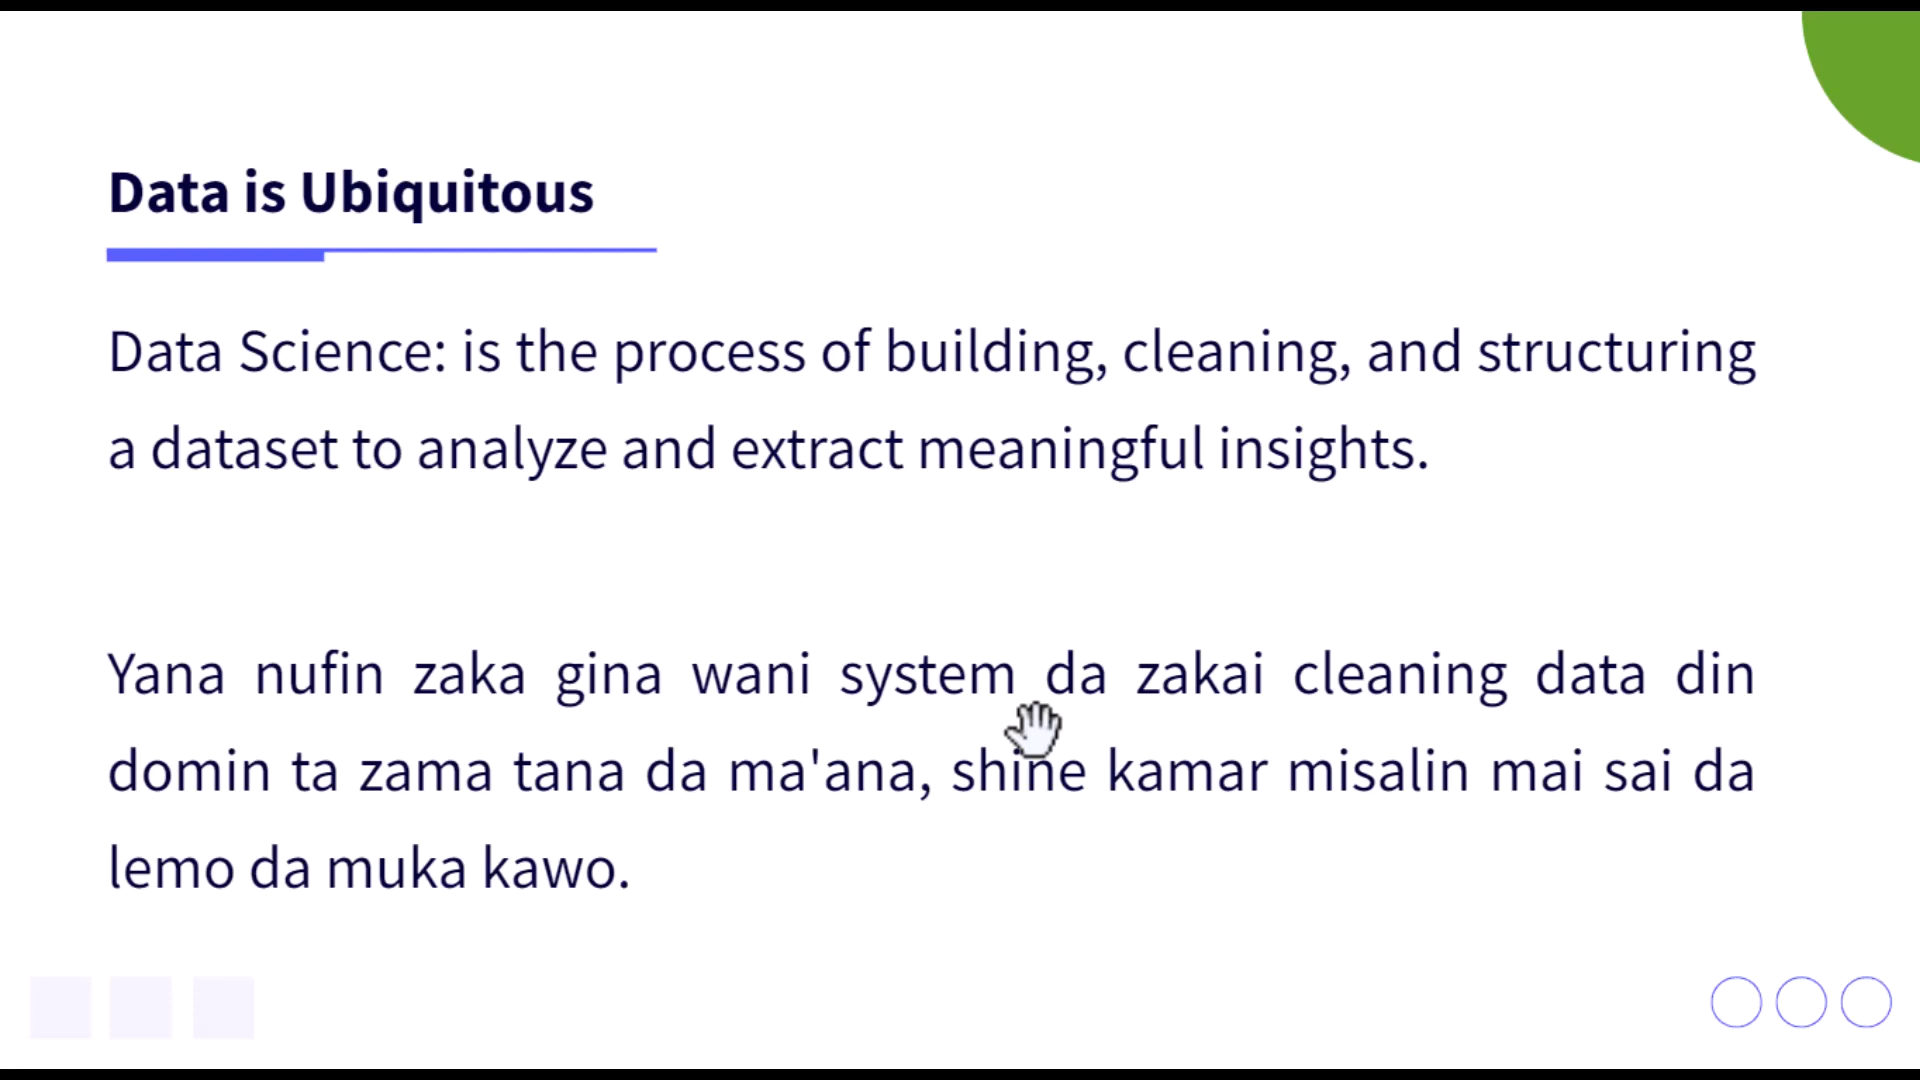 Data is Ubiquitous
Data Science: is the process of building, cleaning, and structuring
a dataset to analyze and extract meaningful insights.
Yana nufin zaka gina wani system da zakai cleaning data din
domin ta zama tana da ma'ana, shine kamar misalin mai sai da
lemo da muka kawo.